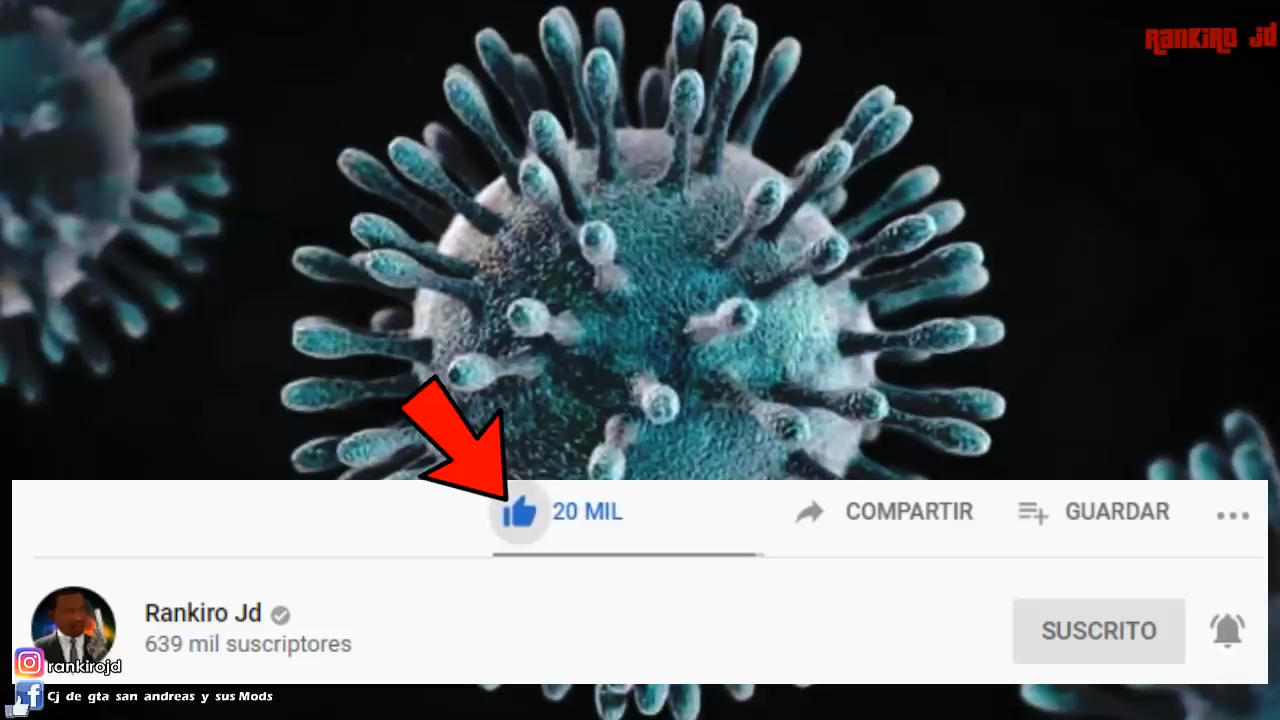 Rankiro Jd
20 MIL
COMPARTIR
GUARDAR
Rankiro Jd
639 mil suscriptores
SUSCRITO
rankirojd
Cj de gta san andreas y sus Mods